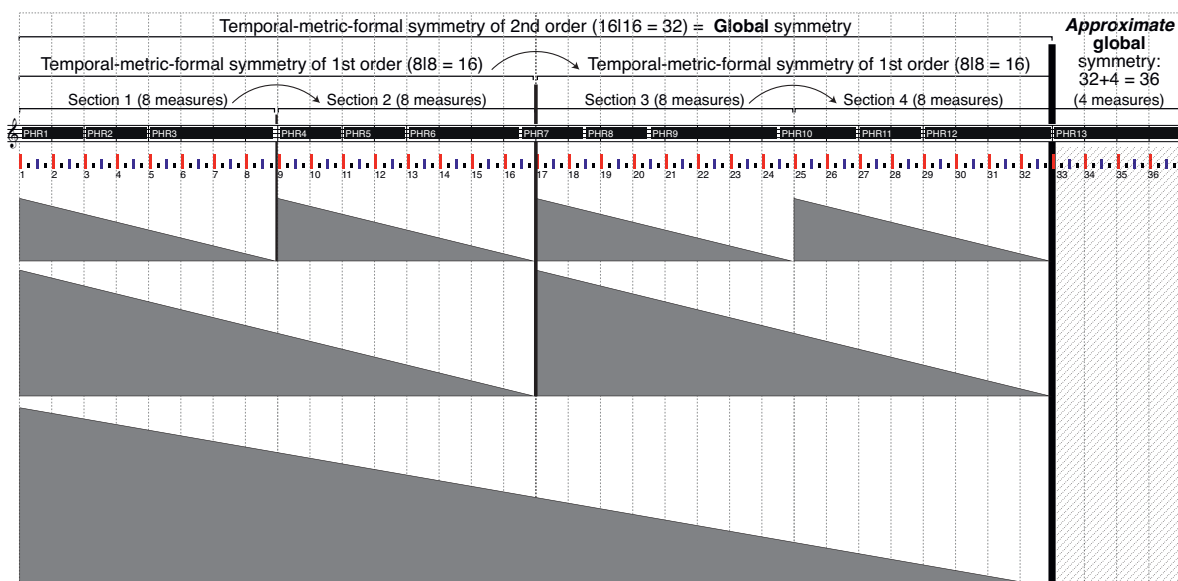 Temporal-metric-formal symmetry of 2nd order (16|16 = 32) = Global symmetry
Approximate
global
symmetry:
32+4 = 36
(4 measures)
Temporal-metric-formal symmetry of 1st order (8|8 = 16)
Temporal-metric-formal symmetry of 1st order (8|8 = 16)
Section 1 (8 measures)
Section 2 (8 measures)
Section 3 (8 measures)
Section 4 (8 measures)
PHR1 PHR2 PHR3 PHR4 PHR5 PHR6 PHR7 PHR8 PHR9 PHR10 PHR11 PHR12 PHR13
1 2 3 4 5 6 7 8 9 10 11 12 13 14 15 16 17 18 19 20 21 22 23 24 25 26 27 28 29 30 31 32 33 34 35 36